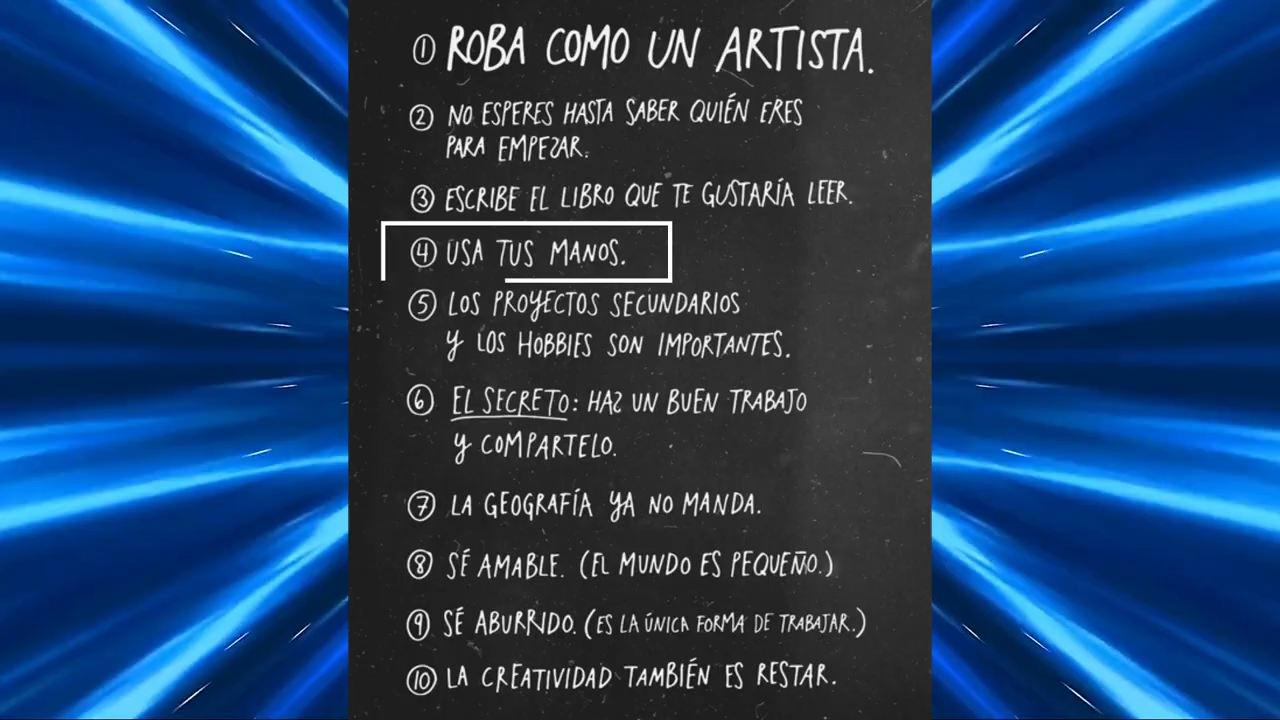 ① ROBA COMO UN ARTISTA.
② NO ESPERES HASTA SABER QUIÉN ERES
PARA EMPEZAR.
③ ESCRIBE EL LIBRO QUE TE GUSTARÍA LEER.
④ USA TUS MANOS.
⑤ LOS PROYECTOS SECUNDARIOS
Y LOS HOBBIES SON IMPORTANTES.
⑥ EL SECRETO: HAZ UN BUEN TRABAJO
Y COMPARTELO.
⑦ LA GEOGRAFÍA YA NO MANDA.
⑧ SÉ AMABLE. (EL MUNDO ES PEQUEÑO.)
⑨ SÉ ABURRIDO. (ES LA ÚNICA FORMA DE TRABAJAR.)
⑩ LA CREATIVIDAD TAMBIÉN ES RESTAR.